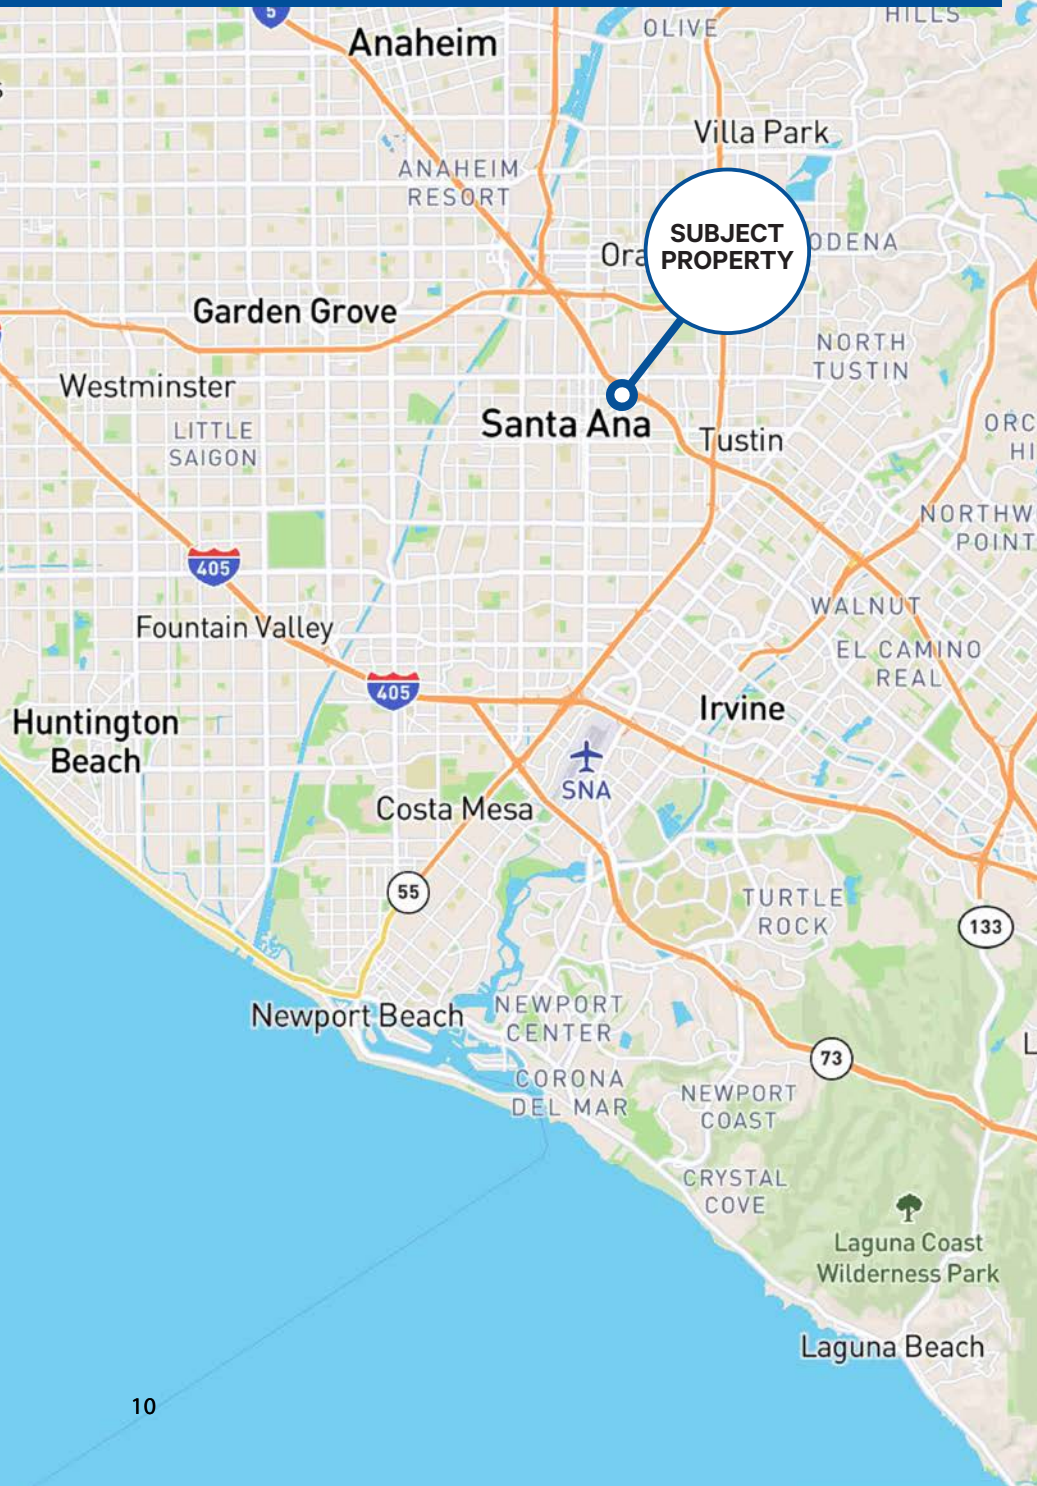 5
OLIVE
HILLS
Anaheim
Villa Park
ANAHEIM
RESORT
SUBJECT
PROPERTY
Ora
ODENA
Garden Grove
NORTH
TUSTIN
Westminster
LITTLE
SAIGON
Santa Ana
Tustin
ORC
HI
NORTHW
POINT
405
WALNUT
Fountain Valley
EL CAMINO
REAL
405
Irvine
Huntington
Beach
SNA
Costa Mesa
55
TURTLE
ROCK
133
Newport Beach
NEWPORT
CENTER
L
73
CORONA
DEL MAR
NEWPORT
COAST
CRYSTAL
COVE
Laguna Coast
Wilderness Park
Laguna Beach
10